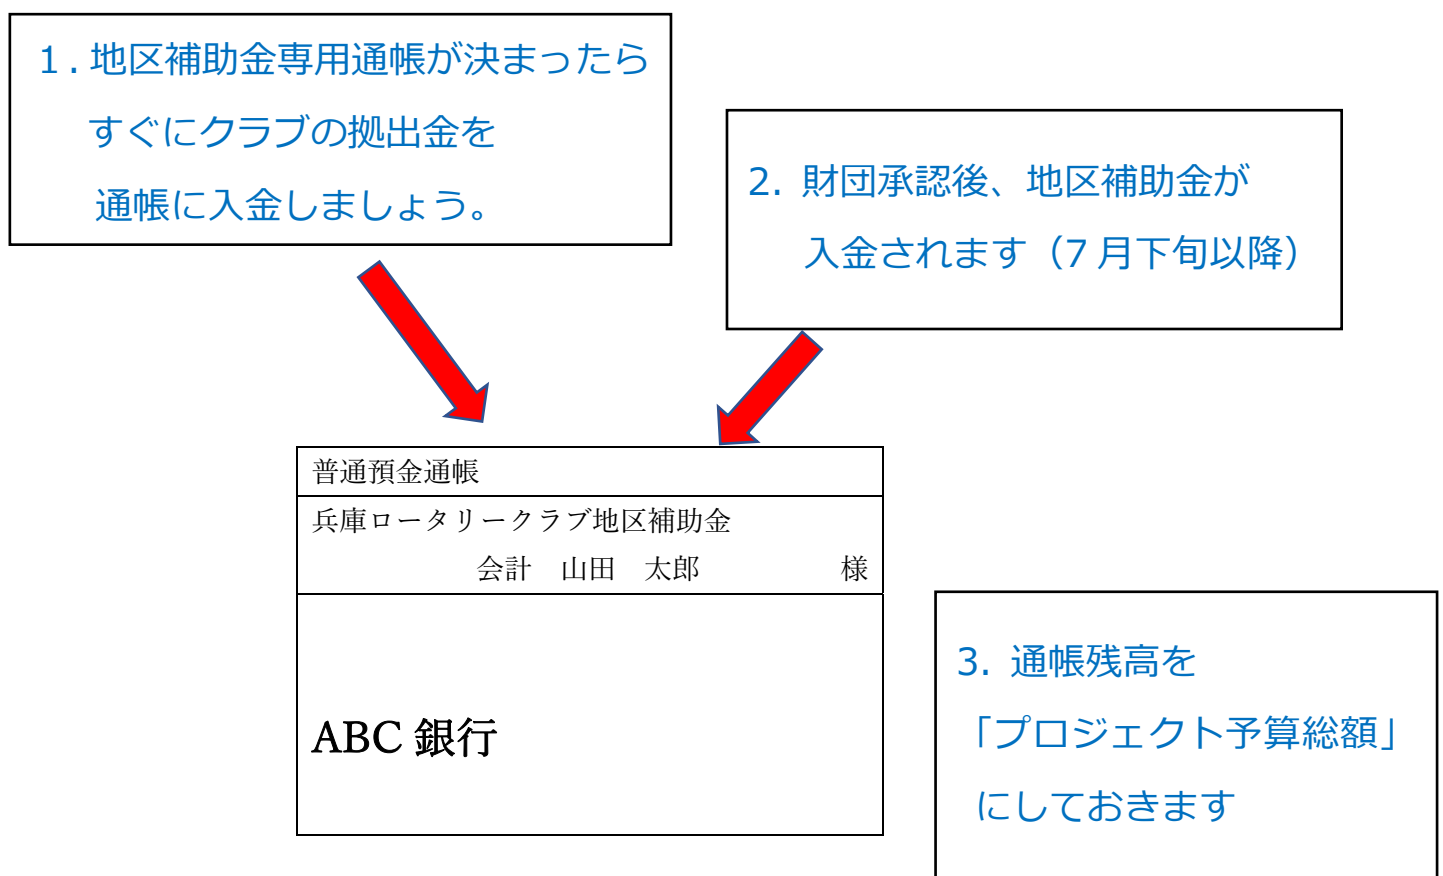 １. 地区補助金専用通帳が決まったら
すぐにクラブの拠出金を
通帳に入金しましょう。
2. 財団承認後、地区補助金が
入金されます（7 月下旬以降）
普通預金通帳
兵庫ロータリークラブ地区補助金
会計　山田　太郎　　　　　様
ABC 銀行
3. 通帳残高を
「プロジェクト予算総額」
にしておきます